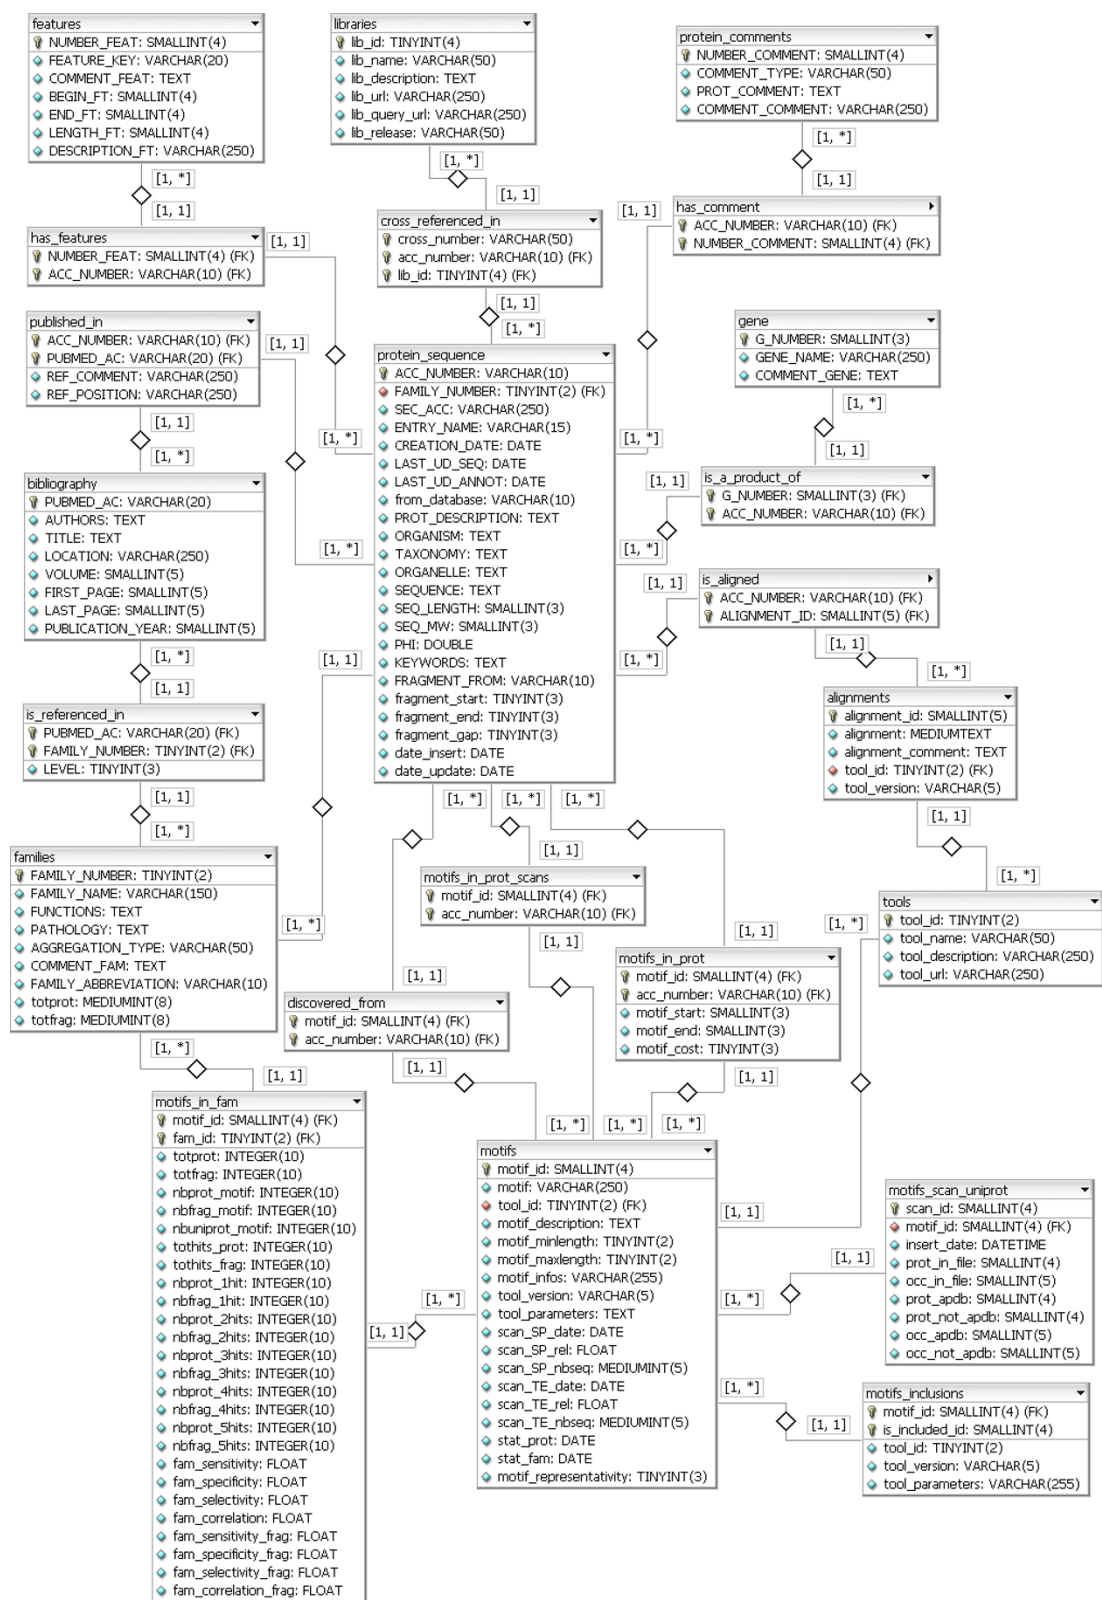 features
NUMBER_FEAT: SMALLINT(4)
FEATURE_KEY: VARCHAR(20)
COMMENT_FEAT: TEXT
BEGIN_FT: SMALLINT(4)
END_FT: SMALLINT(4)
LENGTH_FT: SMALLINT(4)
DESCRIPTION_FT: VARCHAR(250)
[1, *]
[1, 1]
libraries
lib_id: TINYINT(4)
lib_name: VARCHAR(50)
lib_description: TEXT
lib_url: VARCHAR(250)
lib_query_url: VARCHAR(250)
lib_release: VARCHAR(50)
[1, *]
[1, 1]
protein_comments
NUMBER_COMMENT: SMALLINT(4)
COMMENT_TYPE: VARCHAR(50)
PROT_COMMENT: TEXT
COMMENT_COMMENT: VARCHAR(250)
[1, *]
[1, 1]
has_features
NUMBER_FEAT: SMALLINT(4) (FK)
ACC_NUMBER: VARCHAR(10) (FK)
[1, 1]
cross_referenced_in
cross_number: VARCHAR(50)
acc_number: VARCHAR(10) (FK)
lib_id: TINYINT(4) (FK)
[1, 1]
[1, *]
[1, 1]
has_comment
ACC_NUMBER: VARCHAR(10) (FK)
NUMBER_COMMENT: SMALLINT(4) (FK)
published_in
ACC_NUMBER: VARCHAR(10) (FK)
PUBMED_AC: VARCHAR(20) (FK)
REF_COMMENT: VARCHAR(250)
REF_POSITION: VARCHAR(250)
[1, 1]
[1, 1]
[1, *]
gene
G_NUMBER: SMALLINT(3)
GENE_NAME: VARCHAR(250)
COMMENT_GENE: TEXT
[1, *]
[1, 1]
protein_sequence
ACC_NUMBER: VARCHAR(10)
FAMILY_NUMBER: TINYINT(2) (FK)
SEC_ACC: VARCHAR(250)
ENTRY_NAME: VARCHAR(15)
CREATION_DATE: DATE
LAST_UD_SEQ: DATE
LAST_UD_ANNOT: DATE
from_database: VARCHAR(10)
PROT_DESCRIPTION: TEXT
ORGANISM: TEXT
TAXONOMY: TEXT
ORGANELLE: TEXT
SEQUENCE: TEXT
SEQ_LENGTH: SMALLINT(3)
SEQ_MW: SMALLINT(3)
PHI: DOUBLE
KEYWORDS: TEXT
FRAGMENT_FROM: VARCHAR(10)
fragment_start: TINYINT(3)
fragment_end: TINYINT(3)
fragment_gap: TINYINT(3)
date_insert: DATE
date_update: DATE
[1, *]
[1, *]
[1, *]
[1, *]
[1, *]
[1, *]
[1, 1]
[1, *]
[1, *]
[1, *]
bibliography
PUBMED_AC: VARCHAR(20)
AUTHORS: TEXT
TITLE: TEXT
LOCATION: VARCHAR(250)
VOLUME: SMALLINT(5)
FIRST_PAGE: SMALLINT(5)
LAST_PAGE: SMALLINT(5)
PUBLICATION_YEAR: SMALLINT(5)
[1, *]
[1, 1]
[1, 1]
is_a_product_of
G_NUMBER: SMALLINT(3) (FK)
ACC_NUMBER: VARCHAR(10) (FK)
[1, 1]
is_aligned
ACC_NUMBER: VARCHAR(10) (FK)
ALIGNMENT_ID: SMALLINT(5) (FK)
[1, 1]
[1, *]
is_referenced_in
PUBMED_AC: VARCHAR(20) (FK)
FAMILY_NUMBER: TINYINT(2) (FK)
LEVEL: TINYINT(3)
[1, 1]
[1, *]
alignments
alignment_id: SMALLINT(5)
alignment: MEDIUMTEXT
alignment_comment: TEXT
tool_id: TINYINT(2) (FK)
tool_version: VARCHAR(5)
[1, 1]
[1, *]
families
FAMILY_NUMBER: TINYINT(2)
FAMILY_NAME: VARCHAR(150)
FUNCTIONS: TEXT
PATHOLOGY: TEXT
AGGREGATION_TYPE: VARCHAR(50)
COMMENT_FAM: TEXT
FAMILY_ABBREVIATION: VARCHAR(10)
totprot: MEDIUMINT(8)
totfrag: MEDIUMINT(8)
[1, *]
[1, *]
[1, 1]
[1, 1]
motifs_in_prot_scans
motif_id: SMALLINT(4) (FK)
acc_number: VARCHAR(10) (FK)
[1, 1]
tools
tool_id: TINYINT(2)
tool_name: VARCHAR(50)
tool_description: VARCHAR(250)
tool_url: VARCHAR(250)
[1, *]
[1, 1]
motifs_in_prot
motif_id: SMALLINT(4) (FK)
acc_number: VARCHAR(10) (FK)
motif_start: SMALLINT(3)
motif_end: SMALLINT(3)
motif_cost: TINYINT(3)
[1, 1]
[1, 1]
discovered_from
motif_id: SMALLINT(4) (FK)
acc_number: VARCHAR(10) (FK)
[1, 1]
motifs_in_fam
motif_id: SMALLINT(4) (FK)
fam_id: TINYINT(2) (FK)
totprot: INTEGER(10)
totfrag: INTEGER(10)
nbprot_motif: INTEGER(10)
nbfrag_motif: INTEGER(10)
nbuniprot_motif: INTEGER(10)
tothits_prot: INTEGER(10)
tothits_frag: INTEGER(10)
nbprot_1hit: INTEGER(10)
nbfrag_1hit: INTEGER(10)
nbprot_2hits: INTEGER(10)
nbfrag_2hits: INTEGER(10)
nbprot_3hits: INTEGER(10)
nbfrag_3hits: INTEGER(10)
nbprot_4hits: INTEGER(10)
nbfrag_4hits: INTEGER(10)
nbprot_5hits: INTEGER(10)
nbfrag_5hits: INTEGER(10)
fam_sensitivity: FLOAT
fam_specificity: FLOAT
fam_selectivity: FLOAT
fam_correlation: FLOAT
fam_sensitivity_frag: FLOAT
fam_specificity_frag: FLOAT
fam_selectivity_frag: FLOAT
fam_correlation_frag: FLOAT
[1, *]
[1, 1]
[1, *]
[1, *]
[1, *]
motifs
motif_id: SMALLINT(4)
motif: VARCHAR(250)
tool_id: TINYINT(2) (FK)
motif_description: TEXT
motif_minlength: TINYINT(2)
motif_maxlength: TINYINT(2)
motif_infos: VARCHAR(255)
tool_version: VARCHAR(5)
tool_parameters: TEXT
scan_SP_date: DATE
scan_SP_rel: FLOAT
scan_SP_nbseq: MEDIUMINT(5)
scan_TE_date: DATE
scan_TE_rel: FLOAT
scan_TE_nbseq: MEDIUMINT(5)
stat_prot: DATE
stat_fam: DATE
motif_representativity: TINYINT(3)
[1, 1]
[1, *]
[1, *]
[1, 1]
motifs_scan_uniprot
scan_id: SMALLINT(4)
motif_id: SMALLINT(4) (FK)
insert_date: DATETIME
prot_in_file: SMALLINT(4)
occ_in_file: SMALLINT(5)
prot_apdb: SMALLINT(4)
prot_not_apdb: SMALLINT(4)
occ_apdb: SMALLINT(5)
occ_not_apdb: SMALLINT(5)
[1, 1]
motifs_inclusions
motif_id: SMALLINT(4) (FK)
is_included_id: SMALLINT(4)
tool_id: TINYINT(2)
tool_version: VARCHAR(5)
tool_parameters: VARCHAR(255)